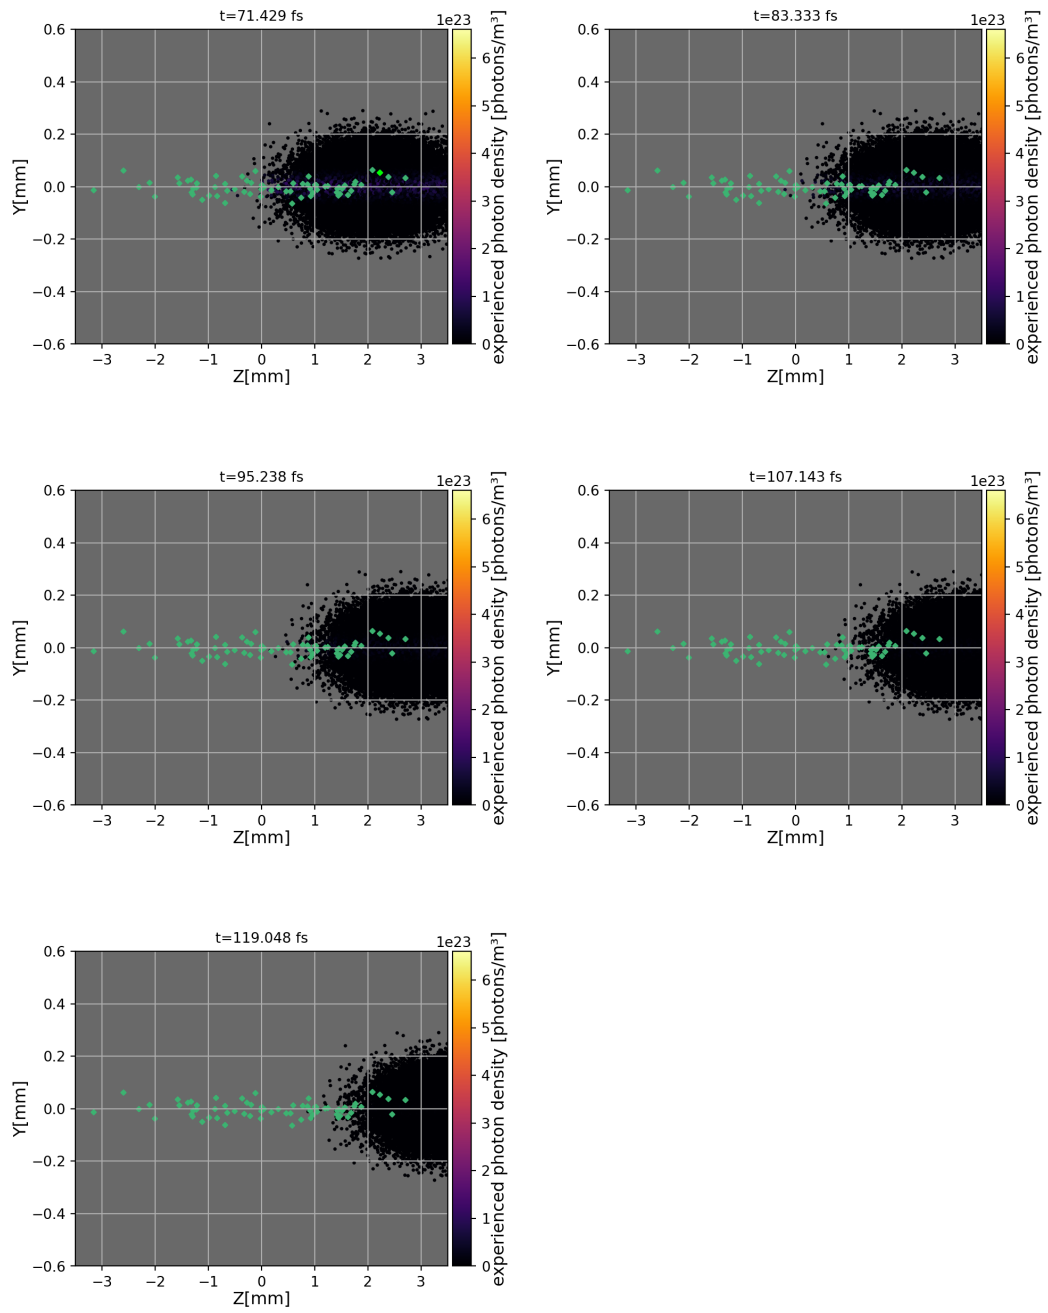 t=71.429 fs
1e23
0.6
0.4
0.2
0.0
−0.2
−0.4
−0.6
Y[mm]
−3 −2 −1 0 1 2 3
Z[mm]
6
5
4
3
2
1
0
experienced photon density [photons/m³]
t=83.333 fs
1e23
0.6
0.4
0.2
0.0
−0.2
−0.4
−0.6
Y[mm]
−3 −2 −1 0 1 2 3
Z[mm]
6
5
4
3
2
1
0
experienced photon density [photons/m³]
t=95.238 fs
1e23
0.6
0.4
0.2
0.0
−0.2
−0.4
−0.6
Y[mm]
−3 −2 −1 0 1 2 3
Z[mm]
6
5
4
3
2
1
0
experienced photon density [photons/m³]
t=107.143 fs
1e23
0.6
0.4
0.2
0.0
−0.2
−0.4
−0.6
Y[mm]
−3 −2 −1 0 1 2 3
Z[mm]
6
5
4
3
2
1
0
experienced photon density [photons/m³]
t=119.048 fs
1e23
0.6
0.4
0.2
0.0
−0.2
−0.4
−0.6
Y[mm]
−3 −2 −1 0 1 2 3
Z[mm]
6
5
4
3
2
1
0
experienced photon density [photons/m³]